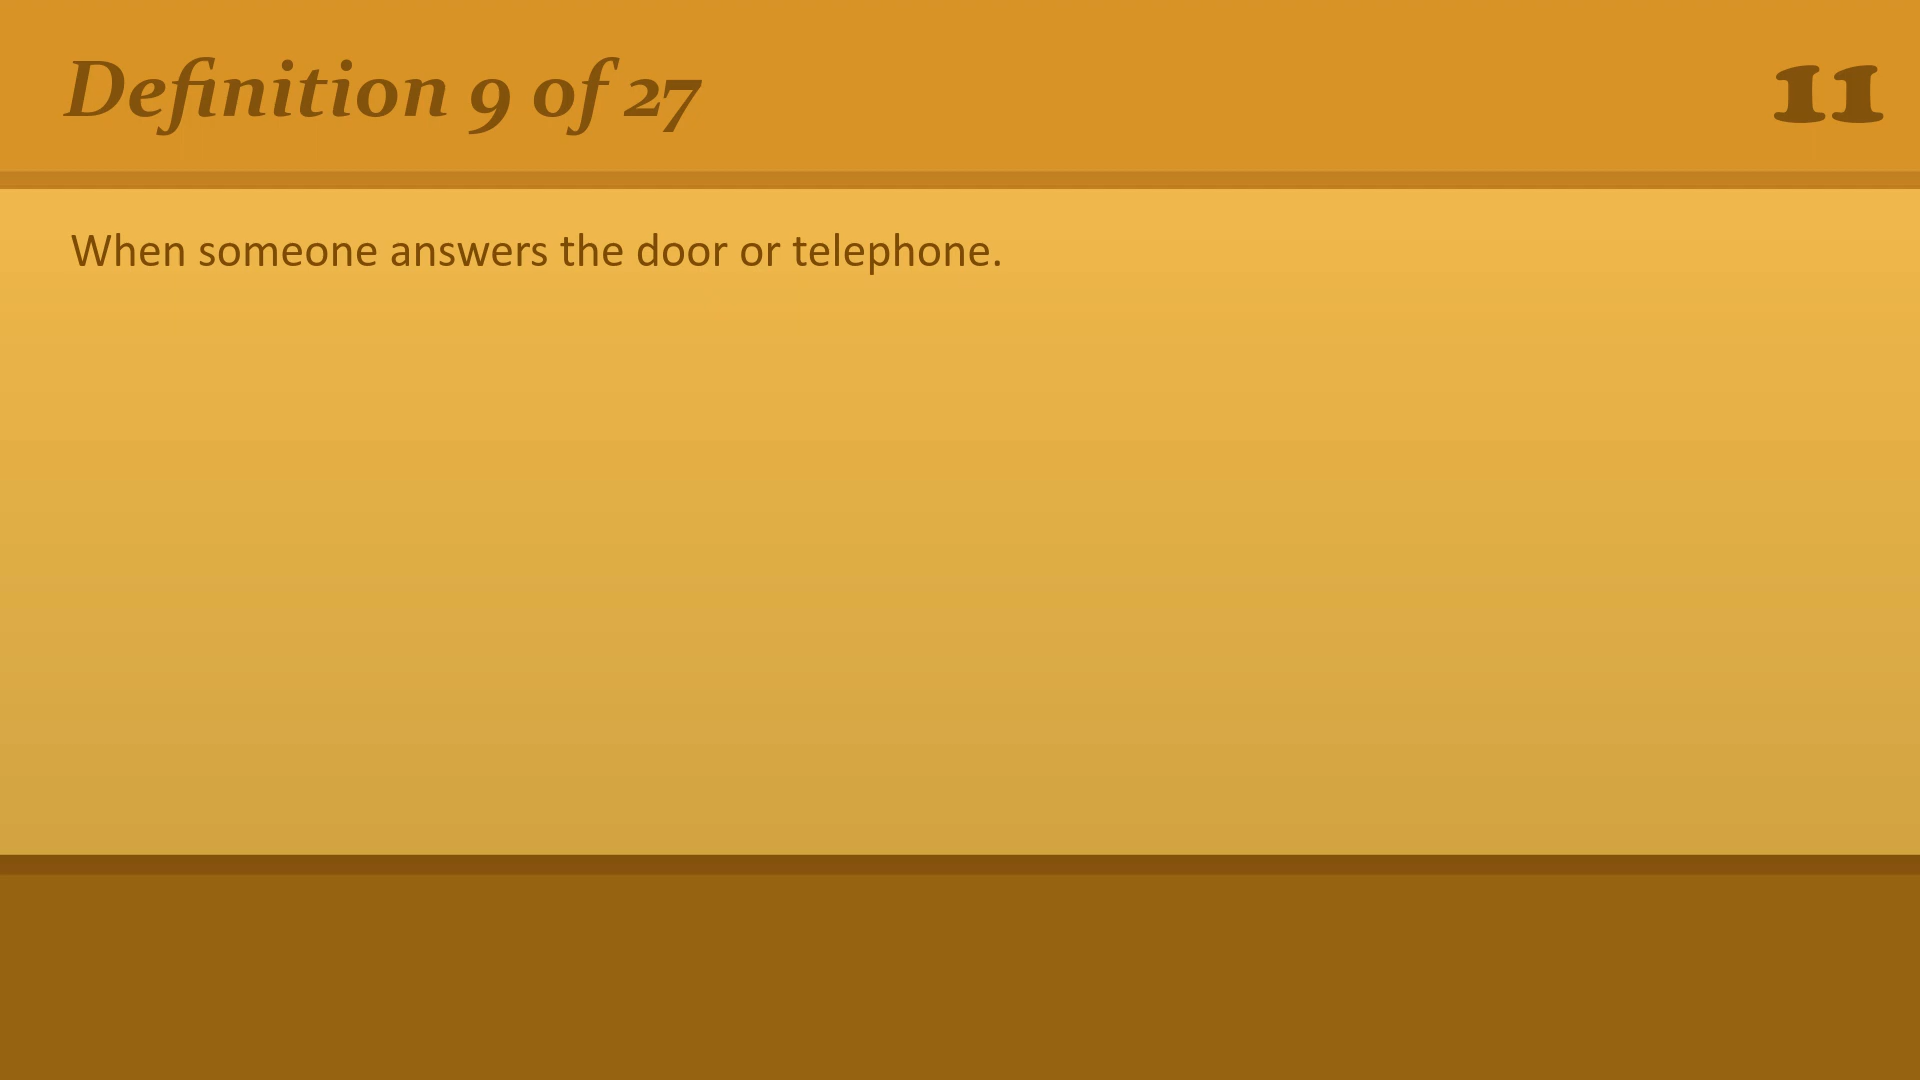 Definition 9 of 27
11
When someone answers the door or telephone.